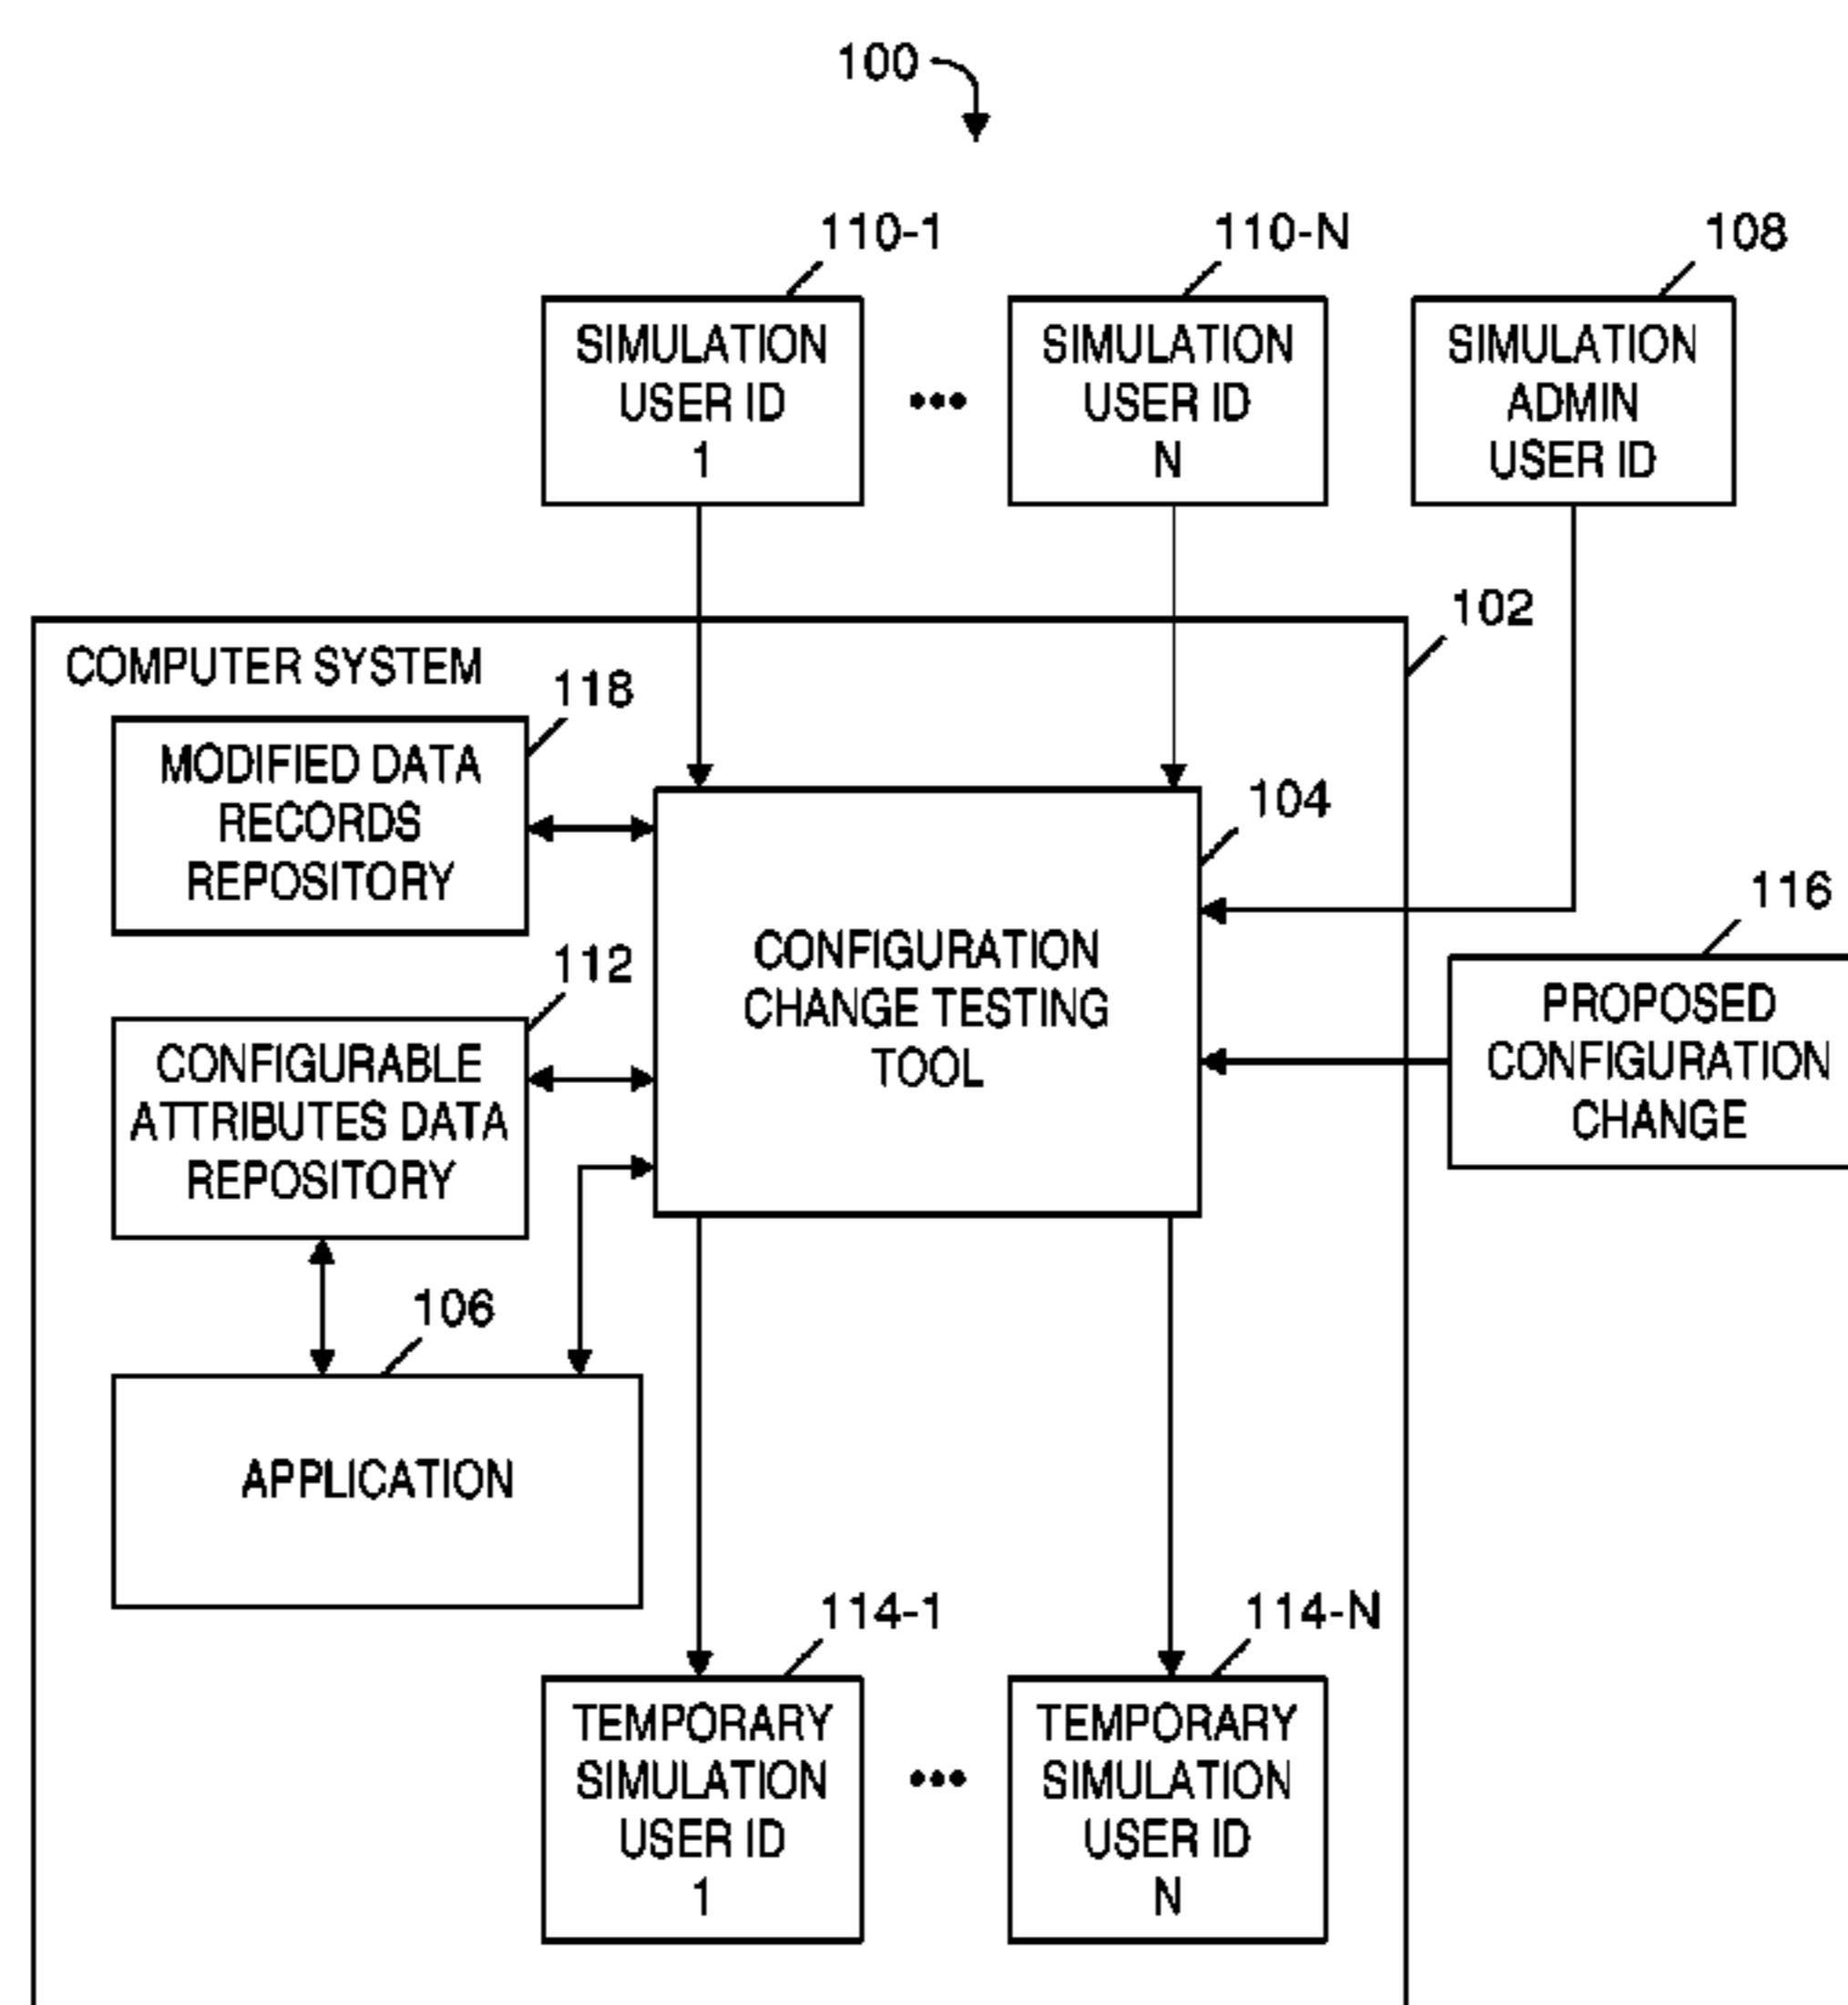 100
110-1
110-N
108
SIMULATION
USER ID
1
•••
SIMULATION
USER ID
N
SIMULATION
ADMIN
USER ID
102
COMPUTER SYSTEM
118
MODIFIED DATA
RECORDS
REPOSITORY
104
CONFIGURATION
CHANGE TESTING
TOOL
116
PROPOSED
CONFIGURATION
CHANGE
112
CONFIGURABLE
ATTRIBUTES DATA
REPOSITORY
106
APPLICATION
114-1
114-N
TEMPORARY
SIMULATION
USER ID
1
•••
TEMPORARY
SIMULATION
USER ID
N